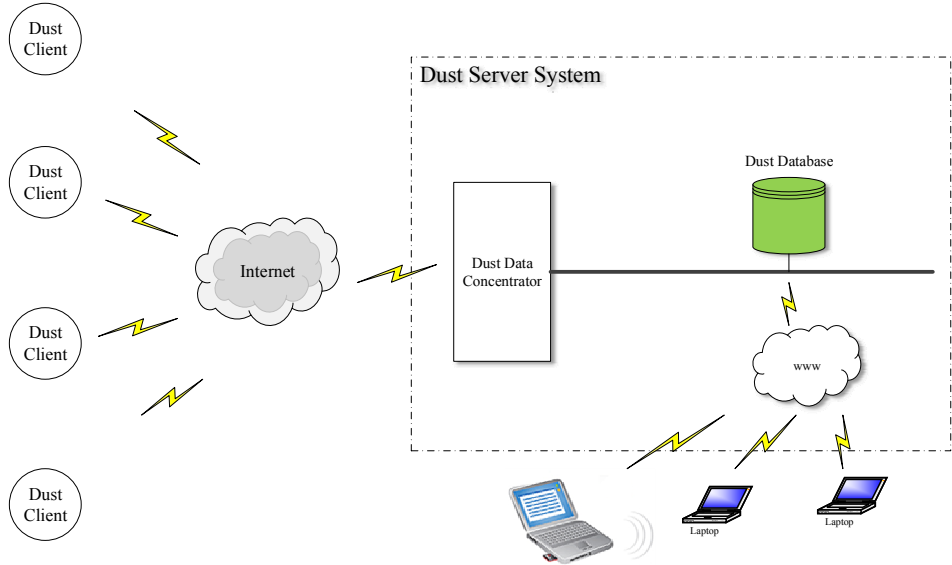 Dust
Client
Dust Server System
Dust
Client
Dust Database
Internet
Dust Data
Concentrator
Dust
Client
www
Dust
Client
Laptop
Laptop